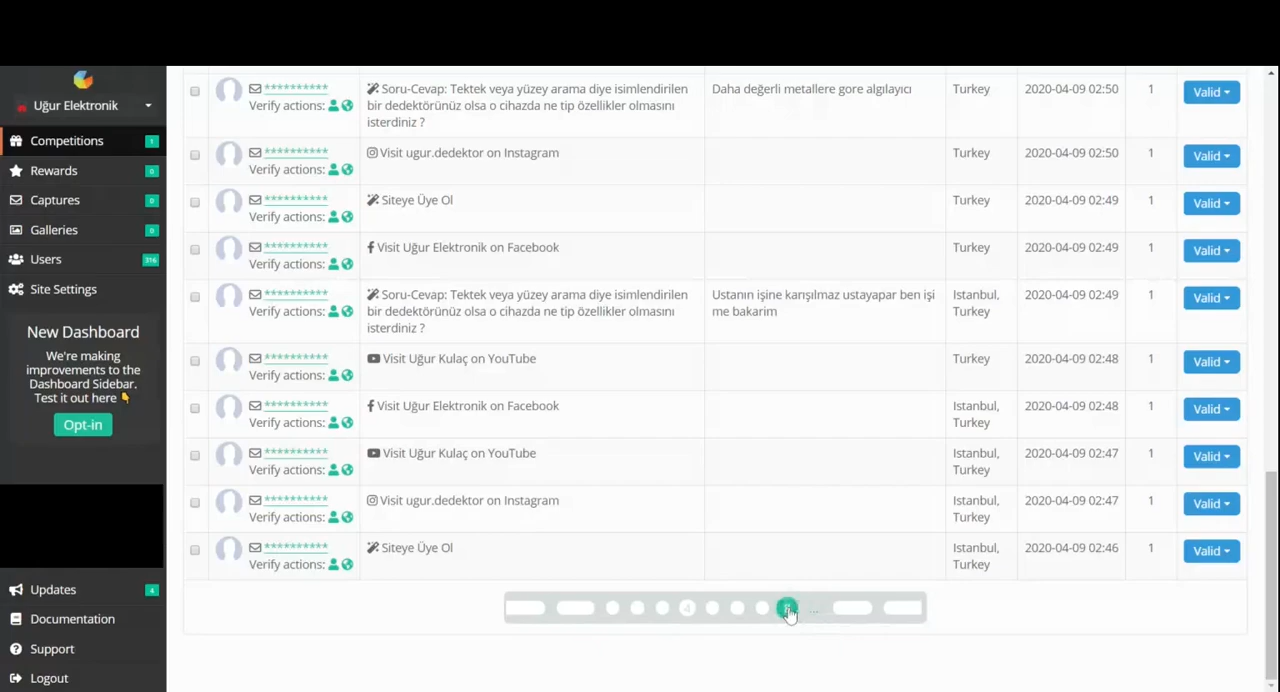 Uğur Elektronik
Competitions 1
Rewards 0
Captures 0
Galleries 0
Users 316
Site Settings
New Dashboard
We're making
improvements to the
Dashboard Sidebar.
Test it out here 👇
Opt-in
Updates 4
Documentation
Support
Logout
********** Soru-Cevap: Tektek veya yüzey arama diye isimlendirilen Daha değerli metallere gore algılayıcı Turkey 2020-04-09 02:50 1 Valid
Verify actions: bir dedektörünüz olsa o cihazda ne tip özellikler olmasını
isterdiniz ?
********** Visit ugur.dedektor on Instagram Turkey 2020-04-09 02:50 1 Valid
Verify actions:
********** Siteye Üye Ol Turkey 2020-04-09 02:49 1 Valid
Verify actions:
********** Visit Uğur Elektronik on Facebook Turkey 2020-04-09 02:49 1 Valid
Verify actions:
********** Soru-Cevap: Tektek veya yüzey arama diye isimlendirilen Ustanın işine karışılmaz ustayapar ben işi Istanbul, 2020-04-09 02:49 1 Valid
Verify actions: bir dedektörünüz olsa o cihazda ne tip özellikler olmasını me bakarim Turkey
isterdiniz ?
********** Visit Uğur Kulaç on YouTube Turkey 2020-04-09 02:48 1 Valid
Verify actions:
********** Visit Uğur Elektronik on Facebook Istanbul, 2020-04-09 02:48 1 Valid
Verify actions: Turkey
********** Visit Uğur Kulaç on YouTube Istanbul, 2020-04-09 02:47 1 Valid
Verify actions: Turkey
********** Visit ugur.dedektor on Instagram Istanbul, 2020-04-09 02:47 1 Valid
Verify actions: Turkey
********** Siteye Üye Ol Istanbul, 2020-04-09 02:46 1 Valid
Verify actions: Turkey
4 ...